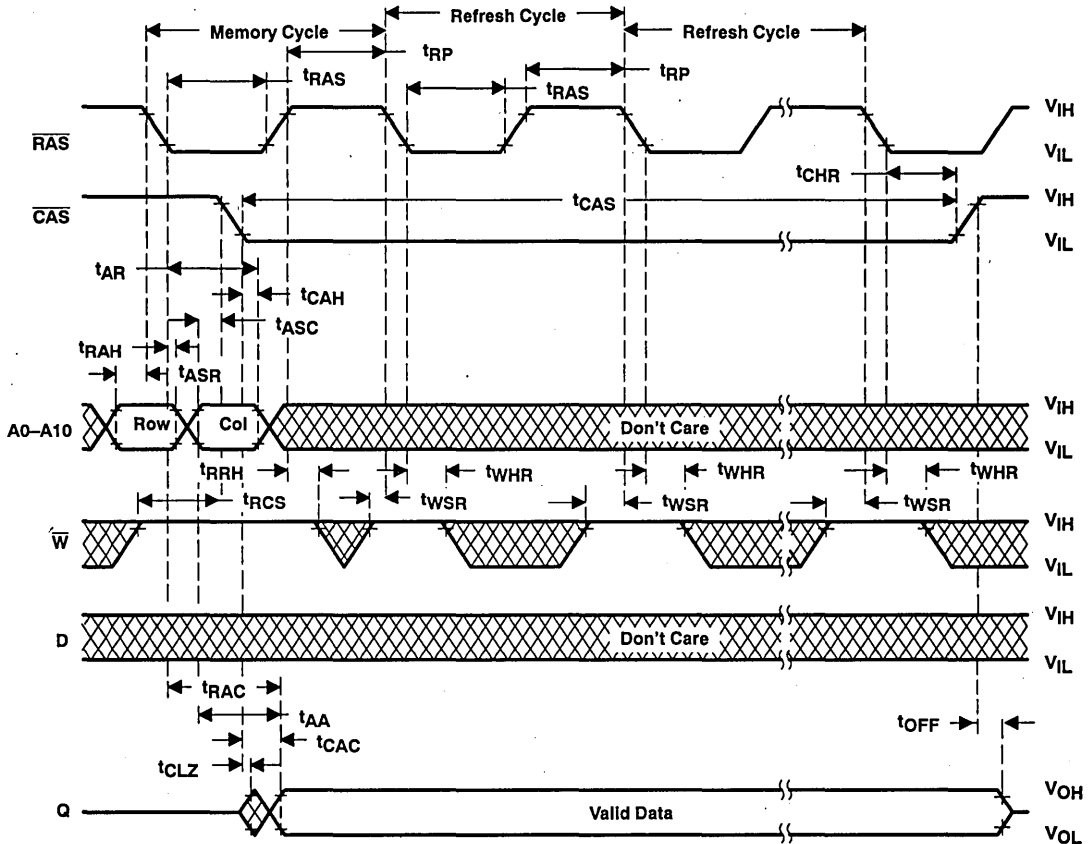 Memory Cycle
Refresh Cycle
Refresh Cycle
tRP
tRP
tRAS
tRAS
RAS
VIH
VIL
tCHR
CAS
tCAS
VIH
VIL
tAR
tCAH
tASC
tRAH
tASR
A0–A10
Row
Col
Don't Care
VIH
VIL
tRRH
tWHR
tWHR
tWHR
tRCS
tWSR
tWSR
tWSR
W
VIH
VIL
D
Don't Care
VIH
VIL
tRAC
tAA
tOFF
tCAC
tCLZ
Q
Valid Data
VOH
VOL